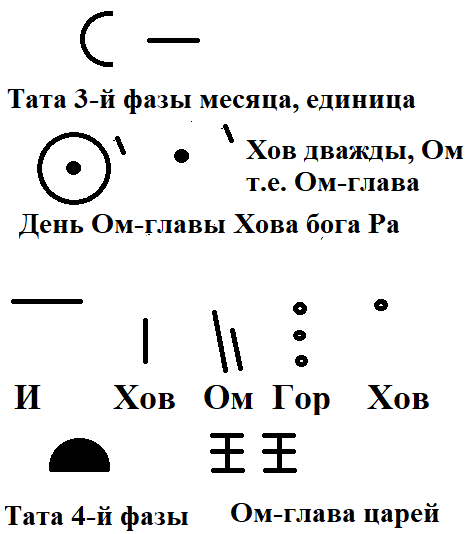 Тата 3-й фазы месяца, единица
Хов дважды, Ом
т.е. Ом-глава
День Ом-главы Хова бога Ра
И Хов Ом Гор Хов
Тата 4-й фазы Ом-глава царей